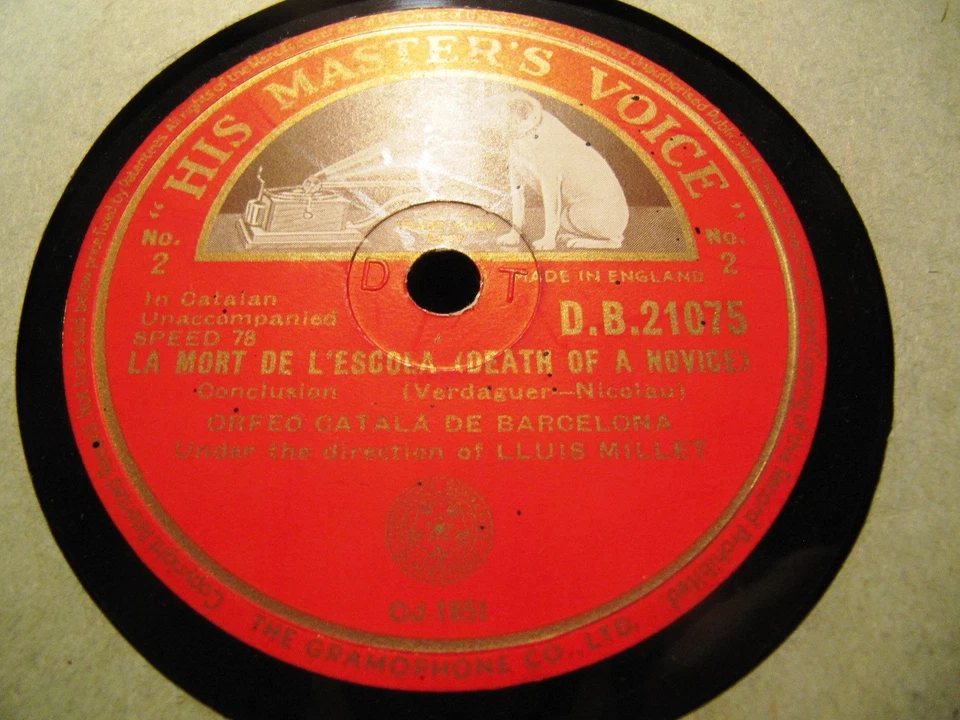 "HIS MASTER'S VOICE"
No.
2
No.
2
MADE IN ENGLAND
In Catalan
Unaccompanied
SPEED 78
D.B.21075
D T
LA MORT DE L'ESCOLA (DEATH OF A NOVICE)
Conclusion (Verdaguer—Nicolau)
ORFEO CATALA DE BARCELONA
Under the direction of LLUIS MILLET
OJ-1851
THE GRAMOPHONE CO., LTD.